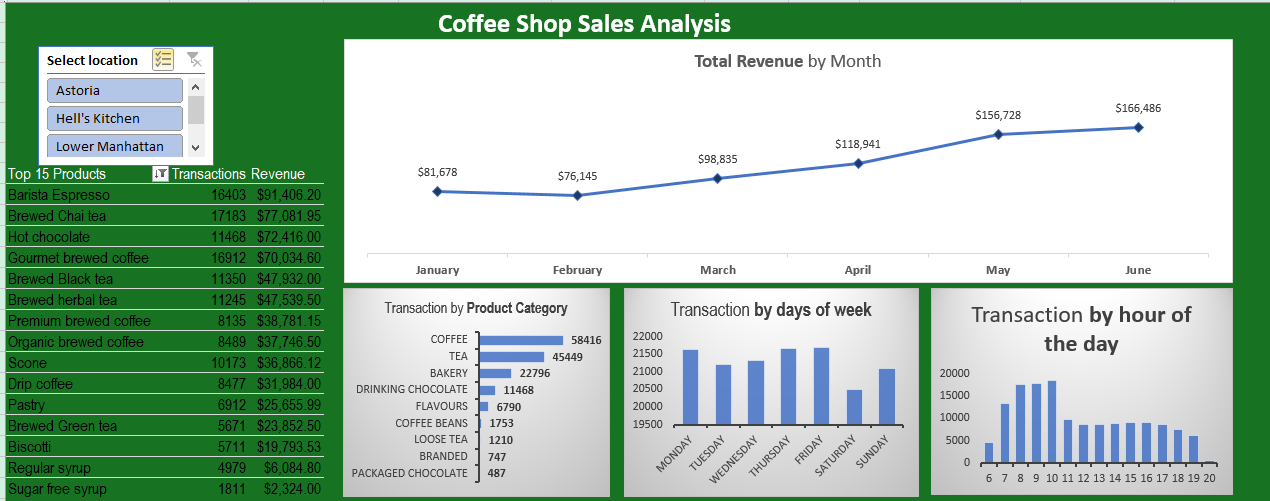 Coffee Shop Sales Analysis
Select location
Astoria
Hell's Kitchen
Lower Manhattan
Top 15 Products Transactions Revenue
Barista Espresso 16403 $91,406.20
Brewed Chai tea 17183 $77,081.95
Hot chocolate 11468 $72,416.00
Gourmet brewed coffee 16912 $70,034.60
Brewed Black tea 11350 $47,932.00
Brewed herbal tea 11245 $47,539.50
Premium brewed coffee 8135 $38,781.15
Organic brewed coffee 8489 $37,746.50
Scone 10173 $36,866.12
Drip coffee 8477 $31,984.00
Pastry 6912 $25,655.99
Brewed Green tea 5671 $23,852.50
Biscotti 5711 $19,793.53
Regular syrup 4979 $6,084.80
Sugar free syrup 1811 $2,324.00
Total Revenue by Month
$81,678 $76,145 $98,835 $118,941 $156,728 $166,486
January February March April May June
Transaction by Product Category
COFFEE 58416
TEA 45449
BAKERY 22796
DRINKING CHOCOLATE 11468
FLAVOURS 6790
COFFEE BEANS 1753
LOOSE TEA 1210
BRANDED 747
PACKAGED CHOCOLATE 487
Transaction by days of week
22000
21500
21000
20500
20000
19500
MONDAY TUESDAY WEDNESDAY THURSDAY FRIDAY SATURDAY SUNDAY
Transaction by hour of
the day
20000
15000
10000
5000
0
6 7 8 9 10 11 12 13 14 15 16 17 18 19 20